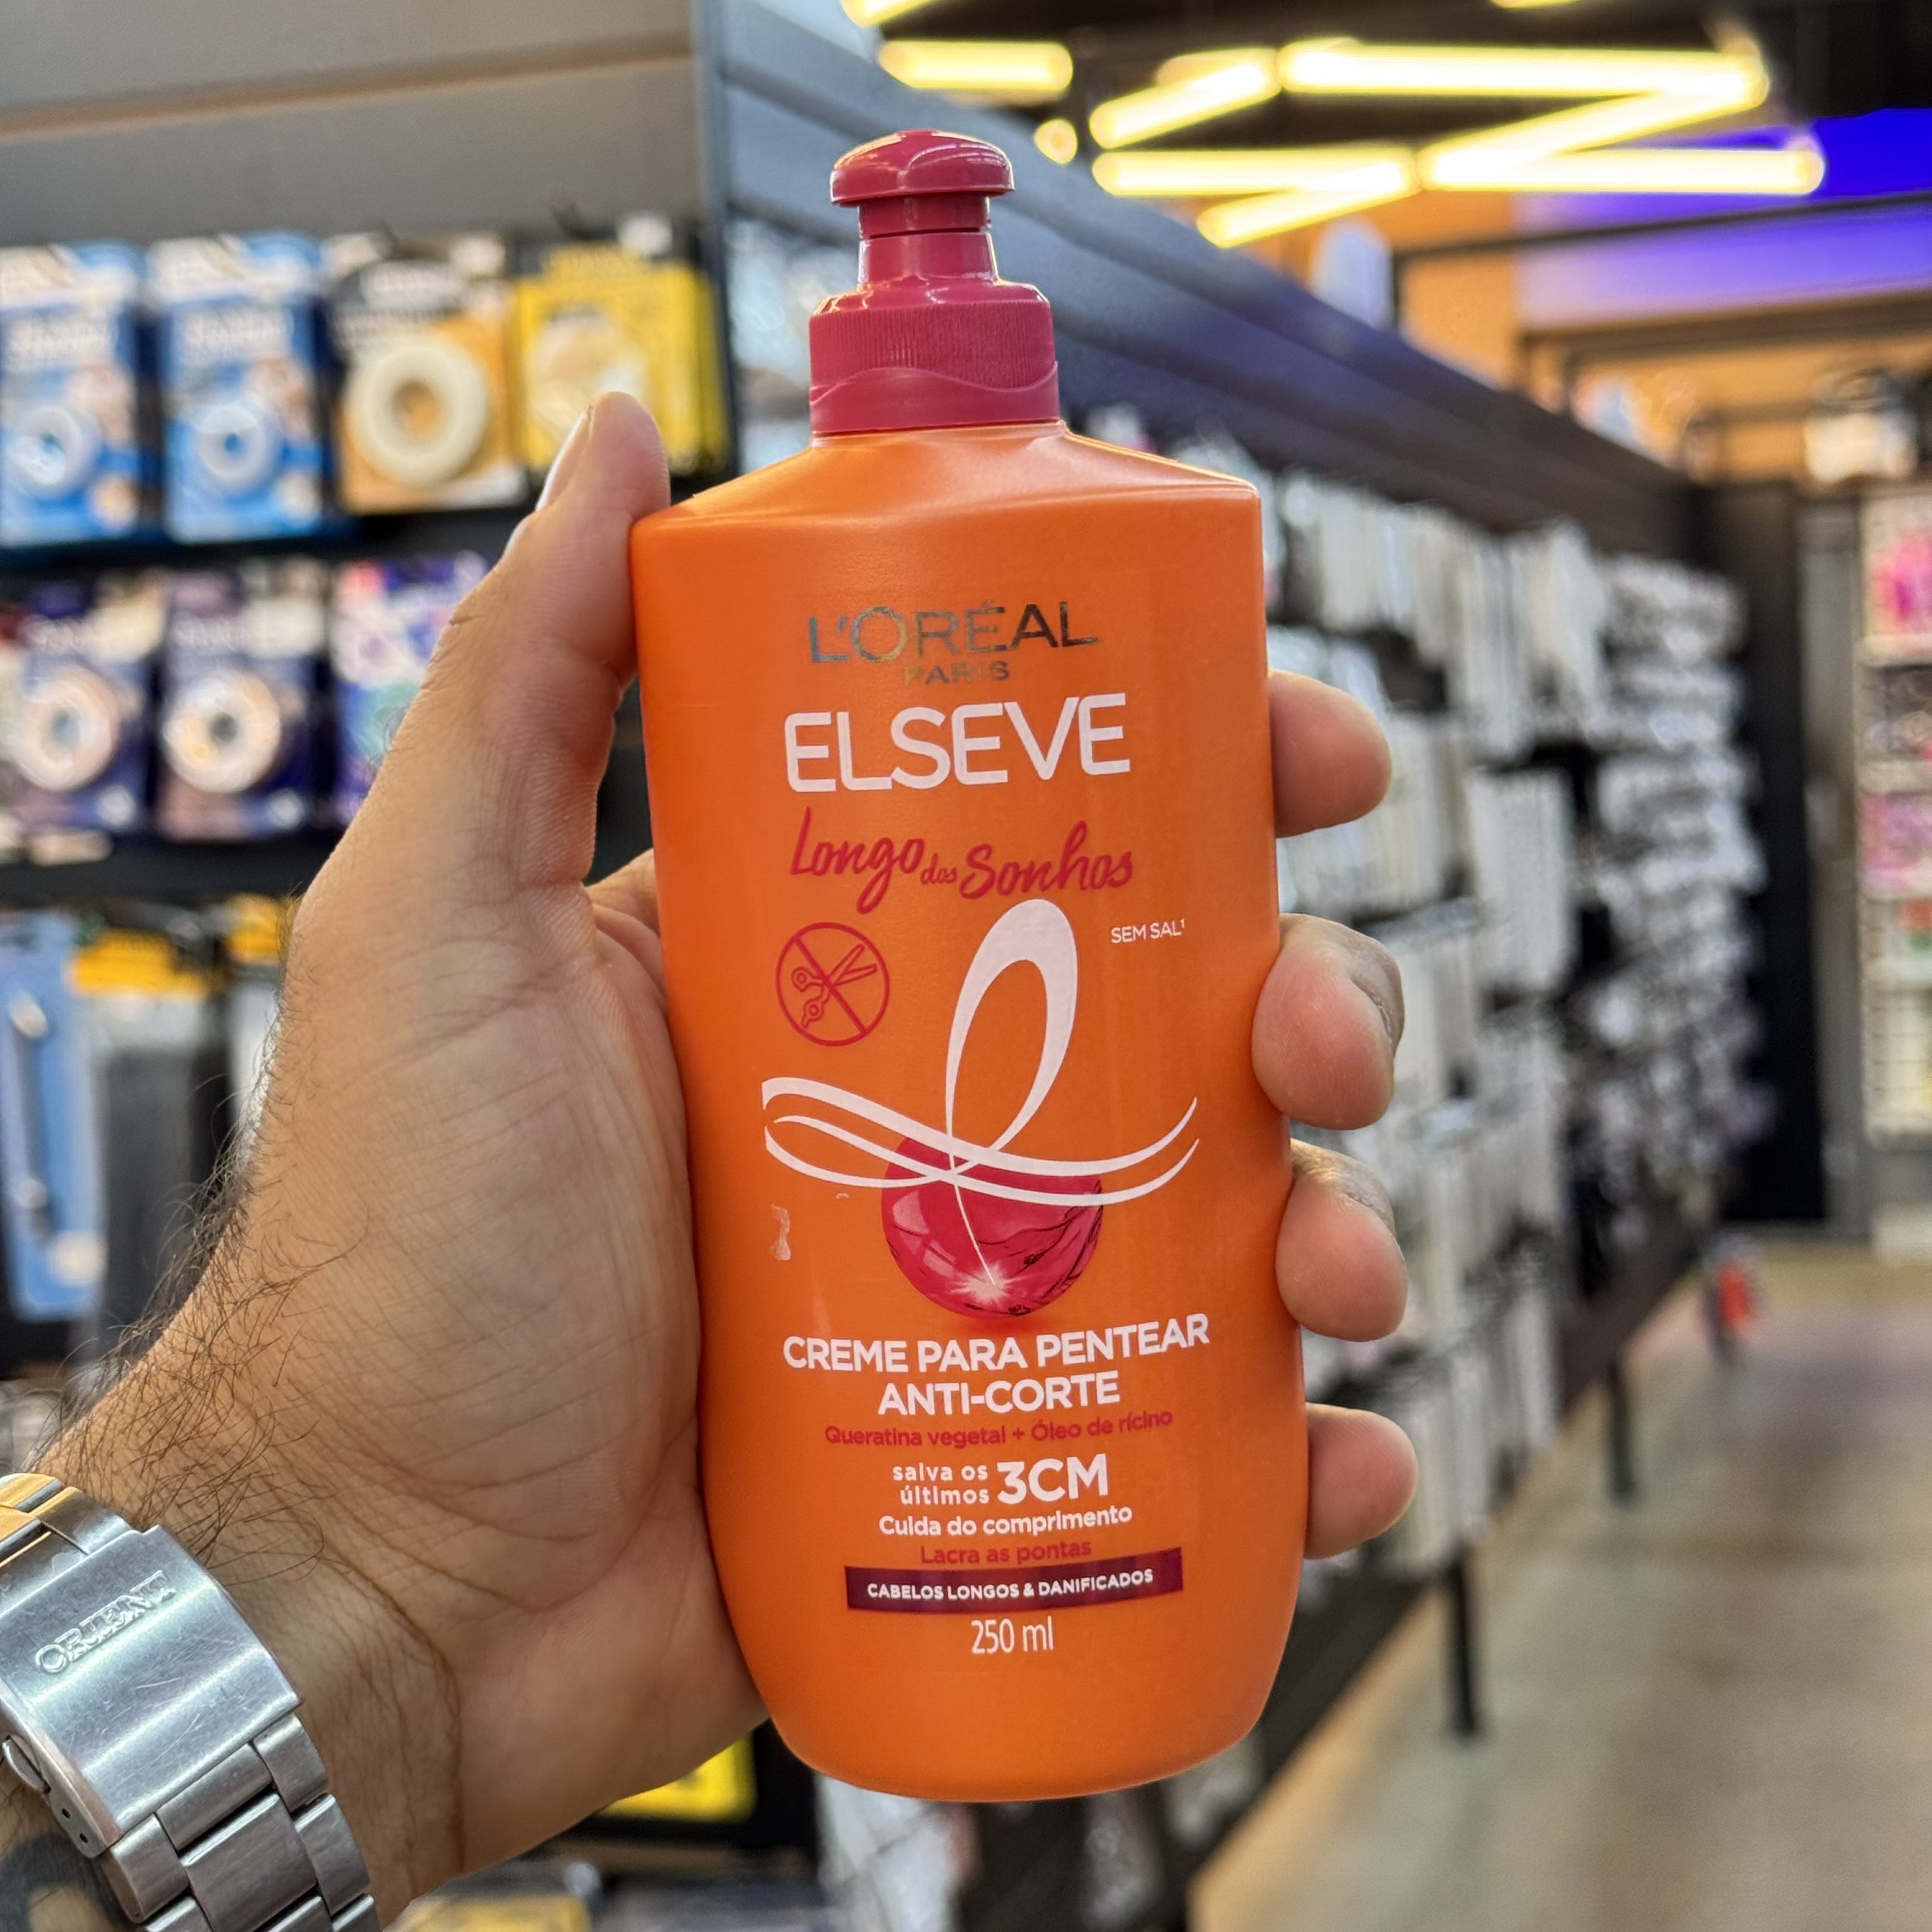 L'ORÉAL
PARIS
ELSEVE
Longo dos Sonhos
SEM SAL¹
CREME PARA PENTEAR
ANTI-CORTE
Queratina vegetal + Óleo de rícino
salva os
últimos 3CM
Cuida do comprimento
Lacra as pontas
CABELOS LONGOS & DANIFICADOS
250 ml
ORIENT